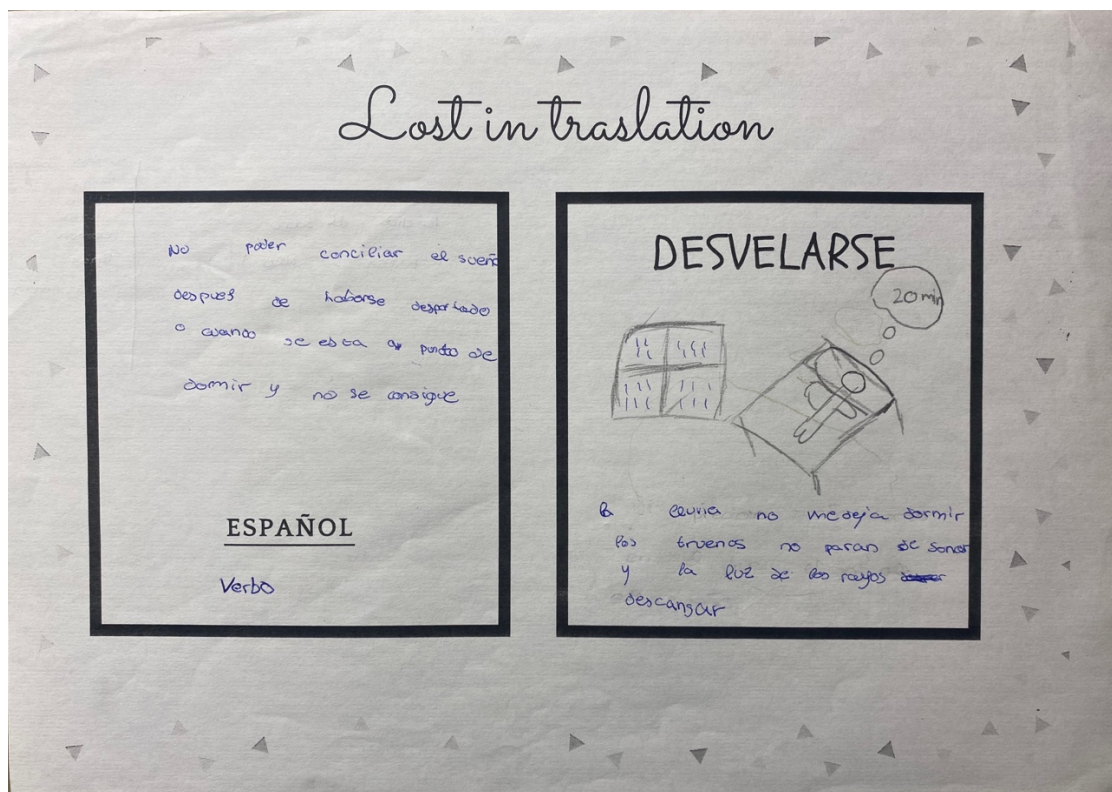 Lost in traslation
No poder conciliar el sueño
despues de haberse despertado
o cuando se esta a punto de
dormir y no se consigue
ESPAÑOL
Verbo
DESVELARSE
20 min
la lluvia no me deja dormir
los truenos no paran de sonar
y la luz de los rayos
descansar